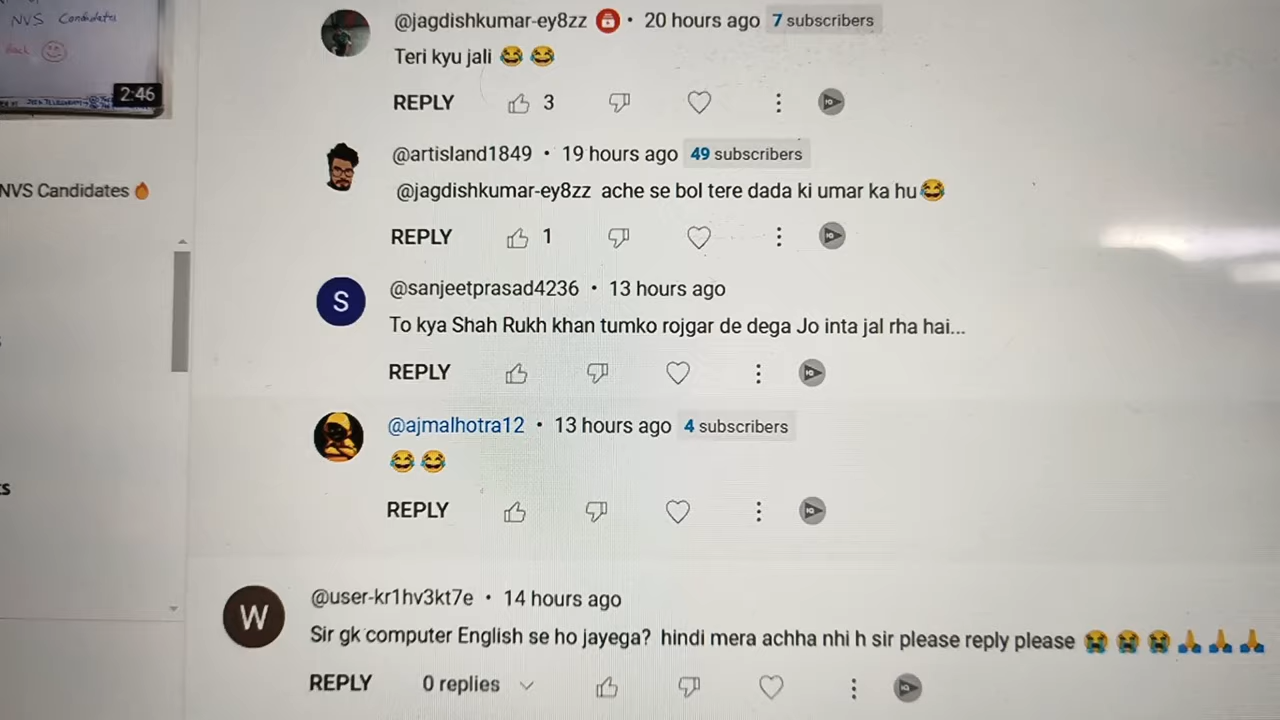 NVS Candidates
2:46
NVS Candidates 🔥
@jagdishkumar-ey8zz • 20 hours ago 7 subscribers
Teri kyu jali 😂 😂
REPLY 3
@artisland1849 • 19 hours ago 49 subscribers
@jagdishkumar-ey8zz ache se bol tere dada ki umar ka hu😂
REPLY 1
S
@sanjeetprasad4236 • 13 hours ago
To kya Shah Rukh khan tumko rojgar de dega Jo inta jal rha hai...
REPLY
@ajmalhotra12 • 13 hours ago 4 subscribers
😂 😂
REPLY
W
@user-kr1hv3kt7e • 14 hours ago
Sir gk computer English se ho jayega? hindi mera achha nhi h sir please reply please 😭 😭 😭 🙏 🙏 🙏
REPLY 0 replies